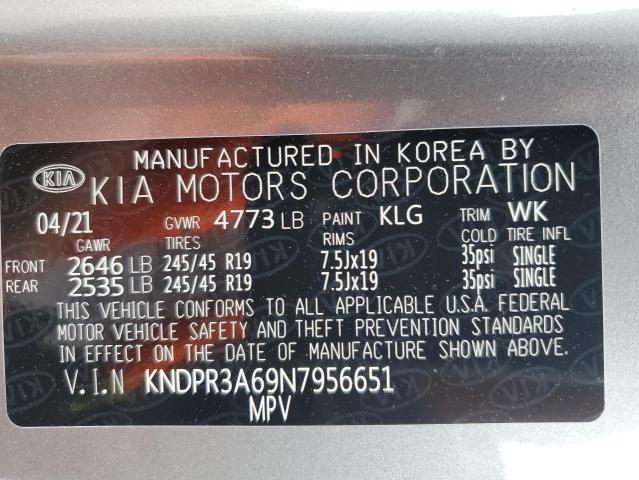 MANUFACTURED IN KOREA BY
KIA KIA MOTORS CORPORATION
04/21 GVWR 4773 LB PAINT KLG TRIM WK
GAWR TIRES RIMS COLD TIRE INFL
FRONT 2646 LB 245/45 R19 7.5Jx19 35psi SINGLE
REAR 2535 LB 245/45 R19 7.5Jx19 35psi SINGLE
THIS VEHICLE CONFORMS TO ALL APPLICABLE U.S.A. FEDERAL
MOTOR VEHICLE SAFETY AND THEFT PREVENTION STANDARDS
IN EFFECT ON THE DATE OF MANUFACTURE SHOWN ABOVE.
V.I.N KNDPR3A69N7956651
MPV